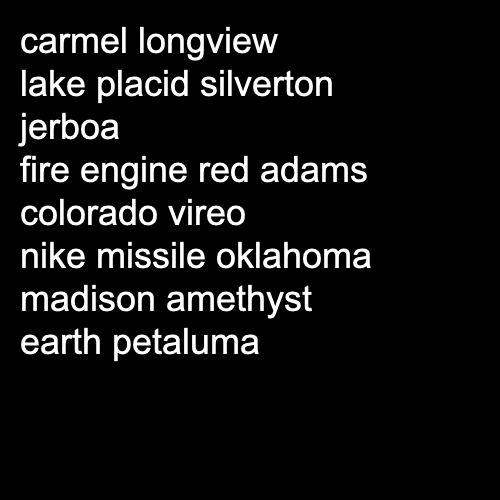 carmel longview
lake placid silverton
jerboa
fire engine red adams
colorado vireo
nike missile oklahoma
madison amethyst
earth petaluma